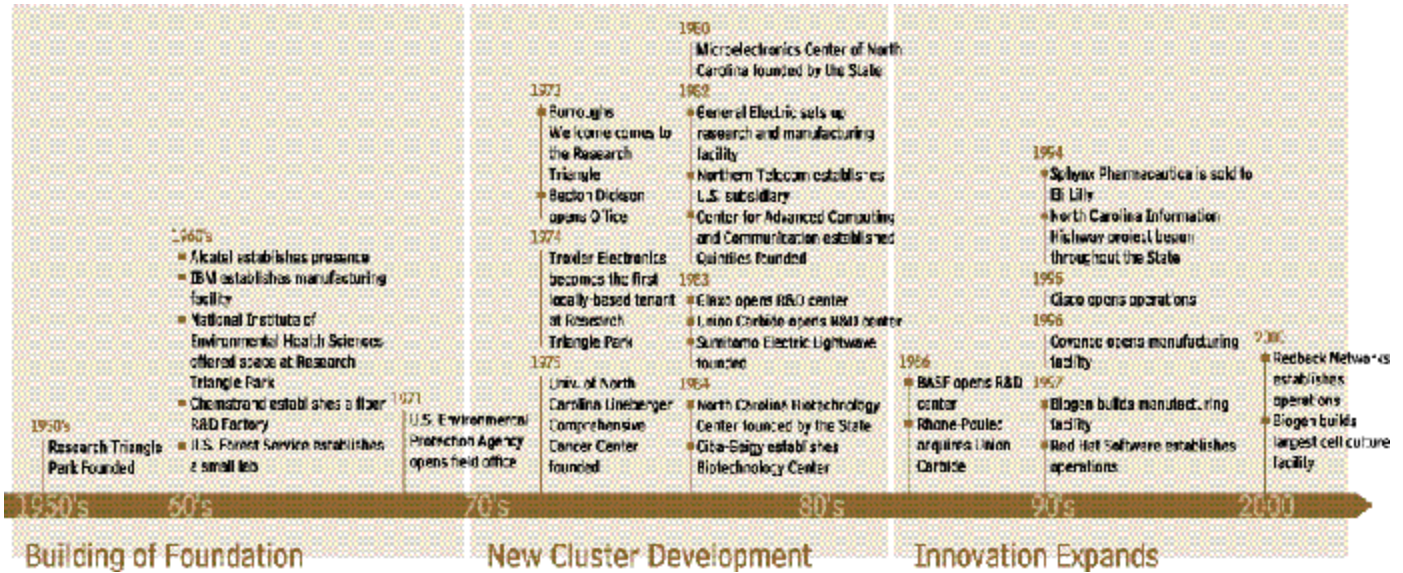 1950's
Research Triangle
Park Founded
1960's
Alcatel establishes presence
IBM establishes manufacturing
facility
National Institute of
Environmental Health Sciences
offered space at Research
Triangle Park
Chemstrand establishes a fiber
R&D Factory
U.S. Forest Service establishes
a small lab
1971
U.S. Environmental
Protection Agency
opens field office
Burroughs
Wellcome comes to
the Research
Triangle
Becton Dickson
opens Office
1974
Troxler Electronics
becomes the first
locally-based tenant
at Research
Triangle Park
1975
Univ. of North
Carolina Lineberger
Comprehensive
Cancer Center
founded
1980
Microelectronics Center of North
Carolina founded by the State
1982
General Electric sets up
research and manufacturing
facility
Northern Telecom establishes
U.S. subsidiary
Center for Advanced Computing
and Communication established
Quintiles founded
1983
Glaxo opens R&D center
Union Carbide opens R&D center
Sumitomo Electric Lightwave
founded
1984
North Carolina Biotechnology
Center founded by the State
Ciba-Geigy establishes
Biotechnology Center
1986
BASF opens R&D
center
Rhone-Poulec
acquires Union
Carbide
1994
Sphynx Pharmaceutica is sold to
Eli Lilly
North Carolina Information
Highway project began
throughout the State
1995
Cisco opens operations
1996
Covance opens manufacturing
facility
1997
Biogen builds manufacturing
facility
Red Hat Software establishes
operations
2000
Redback Networks
establishes
operations
Biogen builds
largest cell culture
facility
1950's 60's 70's 80's 90's 2000
Building of Foundation
New Cluster Development
Innovation Expands